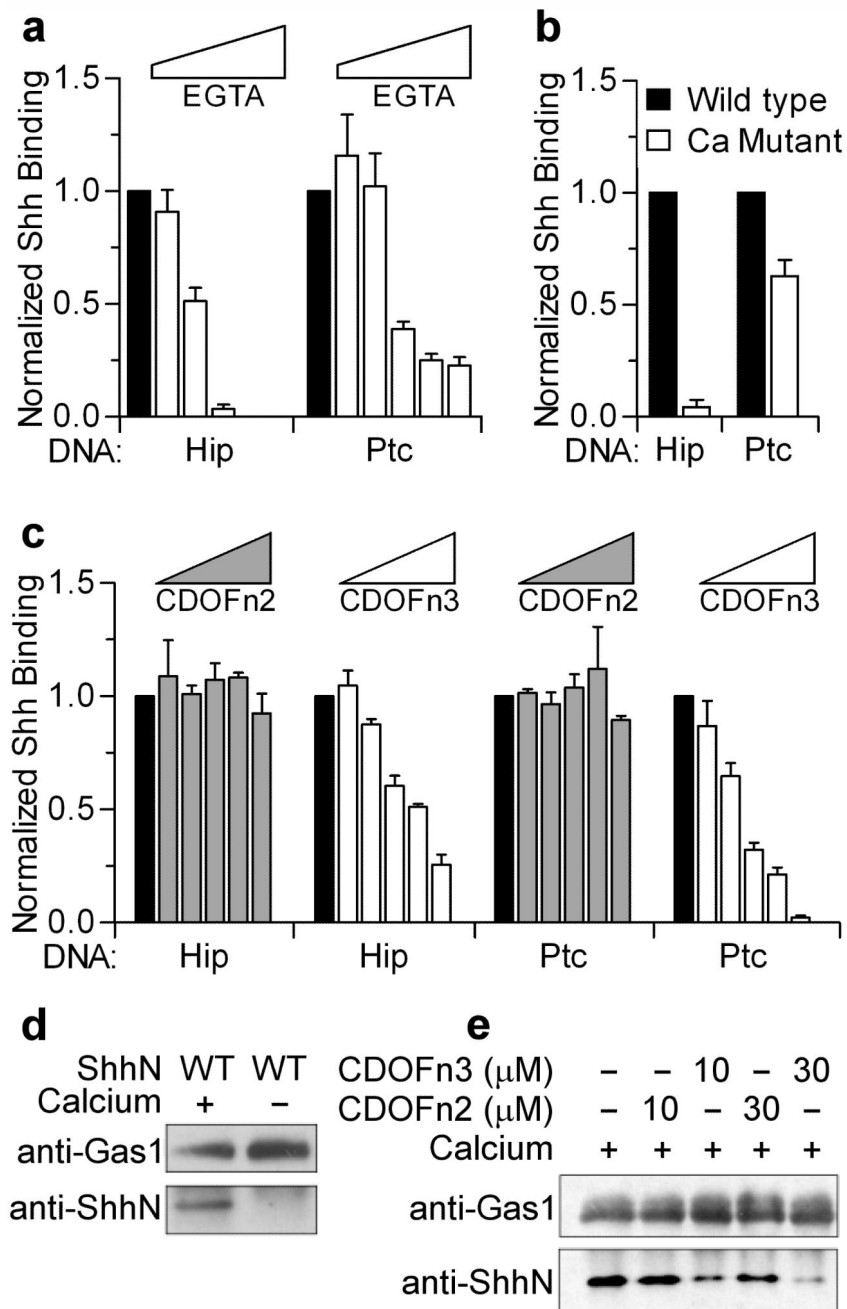 a
EGTA
EGTA
Normalized Shh Binding
1.5
1.0
0.5
0.0
DNA:
Hip
Ptc
b
Normalized Shh Binding
1.5
1.0
0.5
0.0
Wild type
Ca Mutant
DNA:
Hip
Ptc
c
CDOFn2
CDOFn3
CDOFn2
CDOFn3
Normalized Shh Binding
1.5
1.0
0.5
0.0
DNA:
Hip
Hip
Ptc
Ptc
d
ShhN WT WT
Calcium + −
anti-Gas1
anti-ShhN
e
CDOFn3 (μM) − − 10 − 30
CDOFn2 (μM) − 10 − 30 −
Calcium + + + + +
anti-Gas1
anti-ShhN